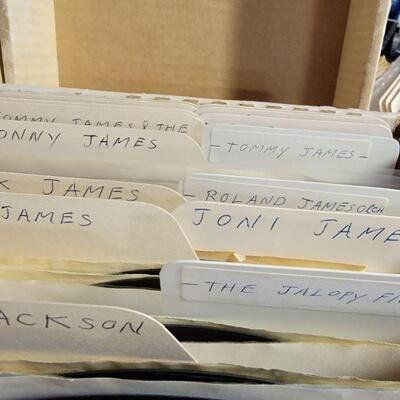 TOMMY JAMES & THE
ONNY JAMES
- TOMMY JAMES -
K JAMES
- ROLAND JAMES ORCH
JAMES
JONI JAME
- THE JALOPY FI
ACKSON